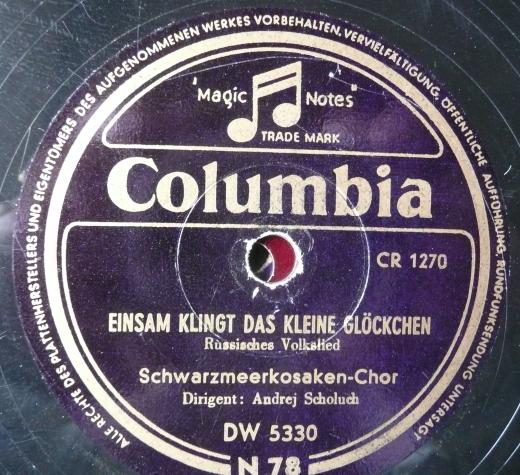 ALLE RECHTE DES PLATTENHERSTELLERS UND EIGENTÜMERS DES AUFGENOMMENEN WERKES VORBEHALTEN, VERVIELFÄLTIGUNG, ÖFFENTLICHE AUFFÜHRUNG, RUNDFUNKSENDUNG UNTERSAGT
"Magic Notes"
TRADE MARK
Columbia
CR 1270
EINSAM KLINGT DAS KLEINE GLÖCKCHEN
Russisches Volkslied
Schwarzmeerkosaken-Chor
Dirigent: Andrej Scholuch
DW 5330
N 78